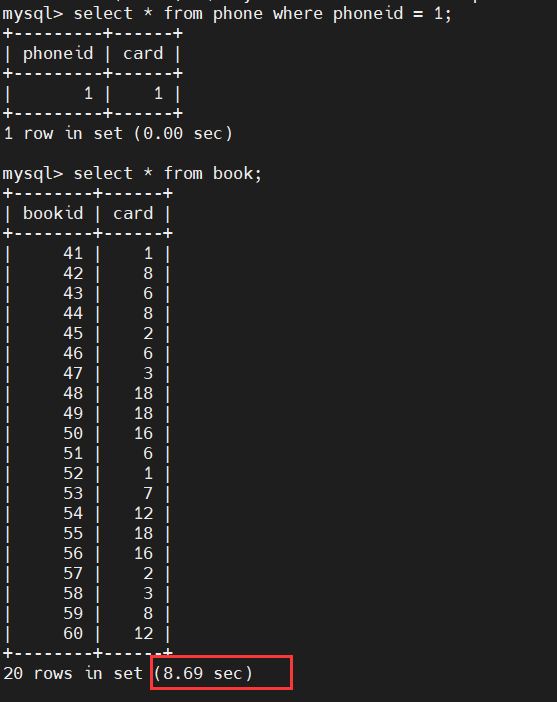 mysql> select * from phone where phoneid = 1;
+---------+------+
| phoneid | card |
+---------+------+
|       1 |    1 |
+---------+------+
1 row in set (0.00 sec)

mysql> select * from book;
+--------+------+
| bookid | card |
+--------+------+
|     41 |    1 |
|     42 |    8 |
|     43 |    6 |
|     44 |    8 |
|     45 |    2 |
|     46 |    6 |
|     47 |    3 |
|     48 |   18 |
|     49 |   18 |
|     50 |   16 |
|     51 |    6 |
|     52 |    1 |
|     53 |    7 |
|     54 |   12 |
|     55 |   18 |
|     56 |   16 |
|     57 |    2 |
|     58 |    3 |
|     59 |    8 |
|     60 |   12 |
+--------+------+
20 rows in set (8.69 sec)